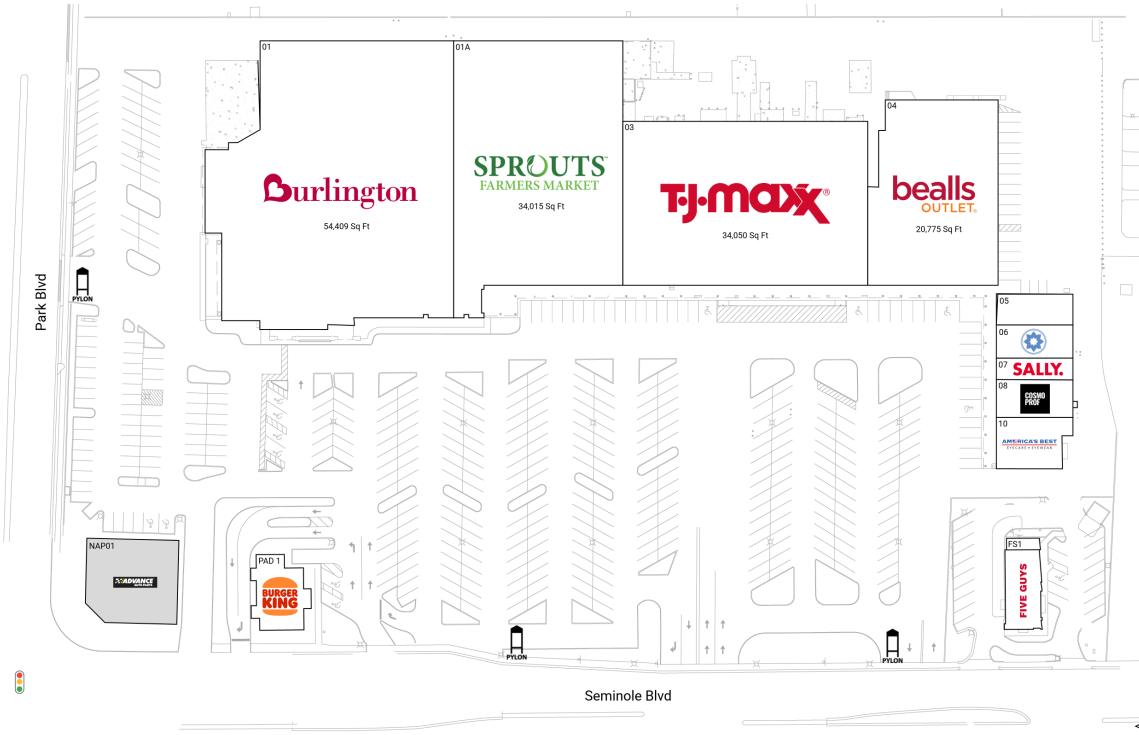 01
01A
04
03
Burlington
54,409 Sq Ft
SPROUTS
FARMERS MARKET
34,015 Sq Ft
T·J·maxx®
34,050 Sq Ft
bealls
OUTLET®
20,775 Sq Ft
Park Blvd
PYLON
05
06
07
SALLY.
08
COSMO
PROF
10
AMERICA'S BEST
EYECARE + EYEWEAR
NAP01
ADVANCE
AUTO PARTS
PAD 1
BURGER
KING
FS1
FIVE GUYS
PYLON
PYLON
Seminole Blvd